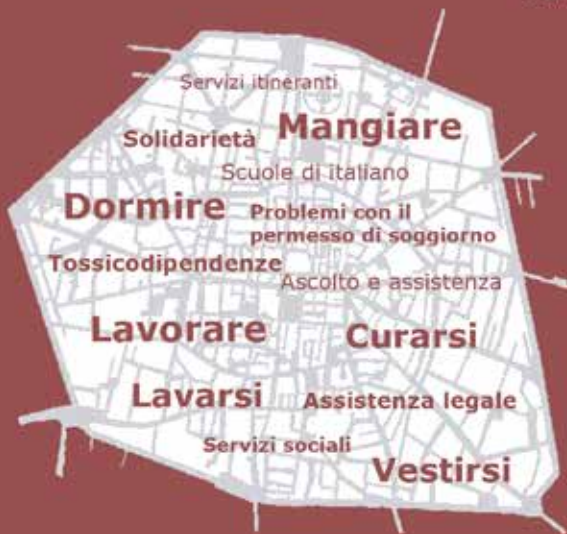 Servizi itineranti
Solidarietà
Mangiare
Scuole di italiano
Dormire
Problemi con il
permesso di soggiorno
Tossicodipendenze
Ascolto e assistenza
Lavorare
Curarsi
Lavarsi
Assistenza legale
Servizi sociali
Vestirsi